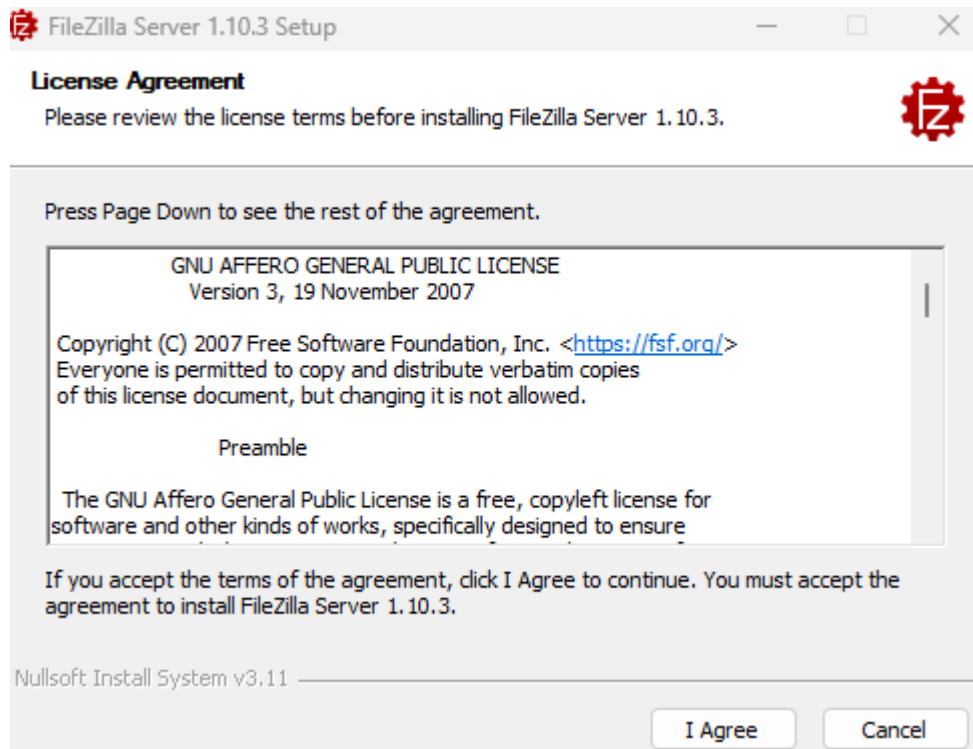 FileZilla Server 1.10.3 Setup
License Agreement
Please review the license terms before installing FileZilla Server 1.10.3.
Fz
Press Page Down to see the rest of the agreement.
GNU AFFERO GENERAL PUBLIC LICENSE
Version 3, 19 November 2007
Copyright (C) 2007 Free Software Foundation, Inc. <https://fsf.org/>
Everyone is permitted to copy and distribute verbatim copies
of this license document, but changing it is not allowed.
Preamble
The GNU Affero General Public License is a free, copyleft license for
software and other kinds of works, specifically designed to ensure
If you accept the terms of the agreement, click I Agree to continue. You must accept the
agreement to install FileZilla Server 1.10.3.
Nullsoft Install System v3.11
I Agree
Cancel